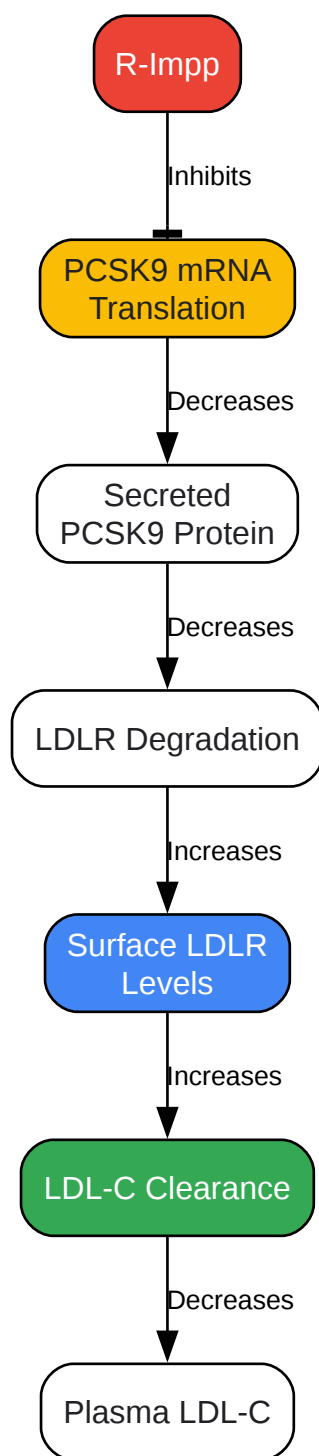 R-Impp
Inhibits
PCSK9 mRNA
Translation
Decreases
Secreted
PCSK9 Protein
Decreases
LDLR Degradation
Increases
Surface LDLR
Levels
Increases
LDL-C Clearance
Decreases
Plasma LDL-C